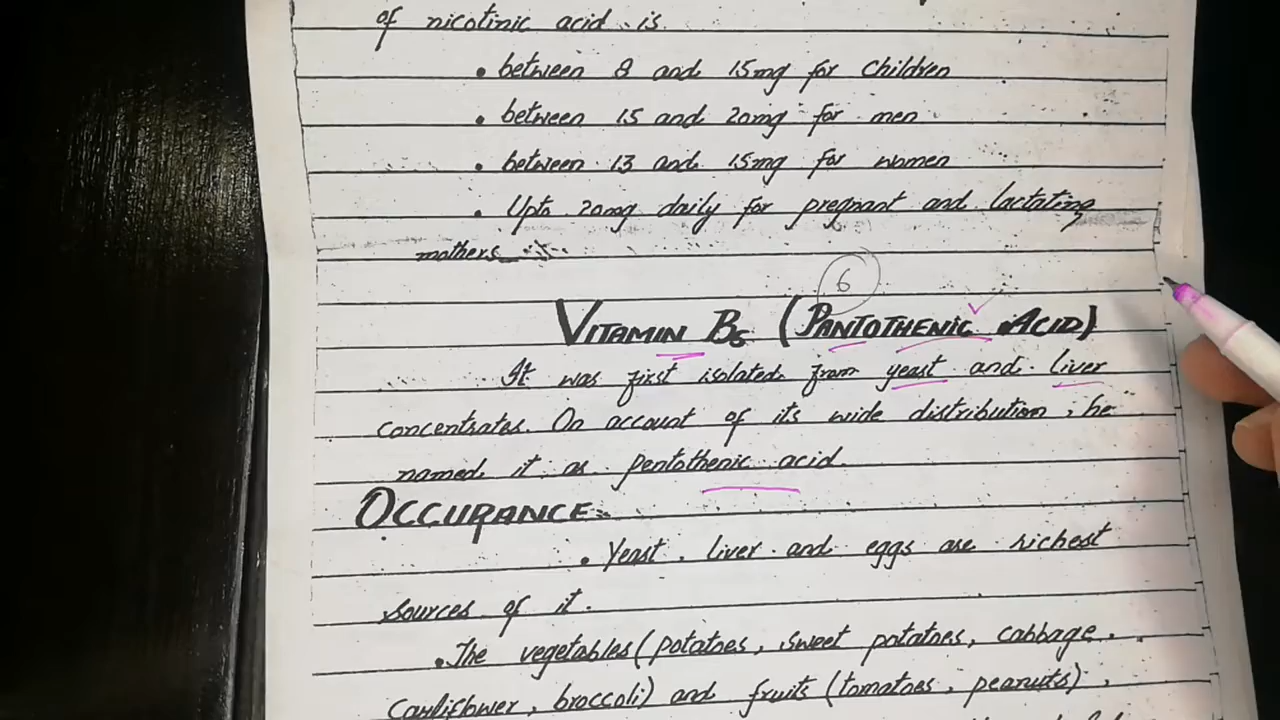 of nicotinic acid is
• between 8 and 15mg for children
• between 15 and 20mg for men
• between 13 and 15mg for women
• Upto 20mg daily for pregnant and lactating
mothers
6
VITAMIN B5 (PANTOTHENIC ACID)
It was first isolated from yeast and liver
concentrates. On account of its wide distribution, he
named it as pentothenic acid.
OCCURANCE:
• Yeast, liver and eggs are richest
sources of it.
• The vegetables (potatoes, sweet potatoes, cabbage,
cauliflower, broccoli) and fruits (tomatoes, peanuts),